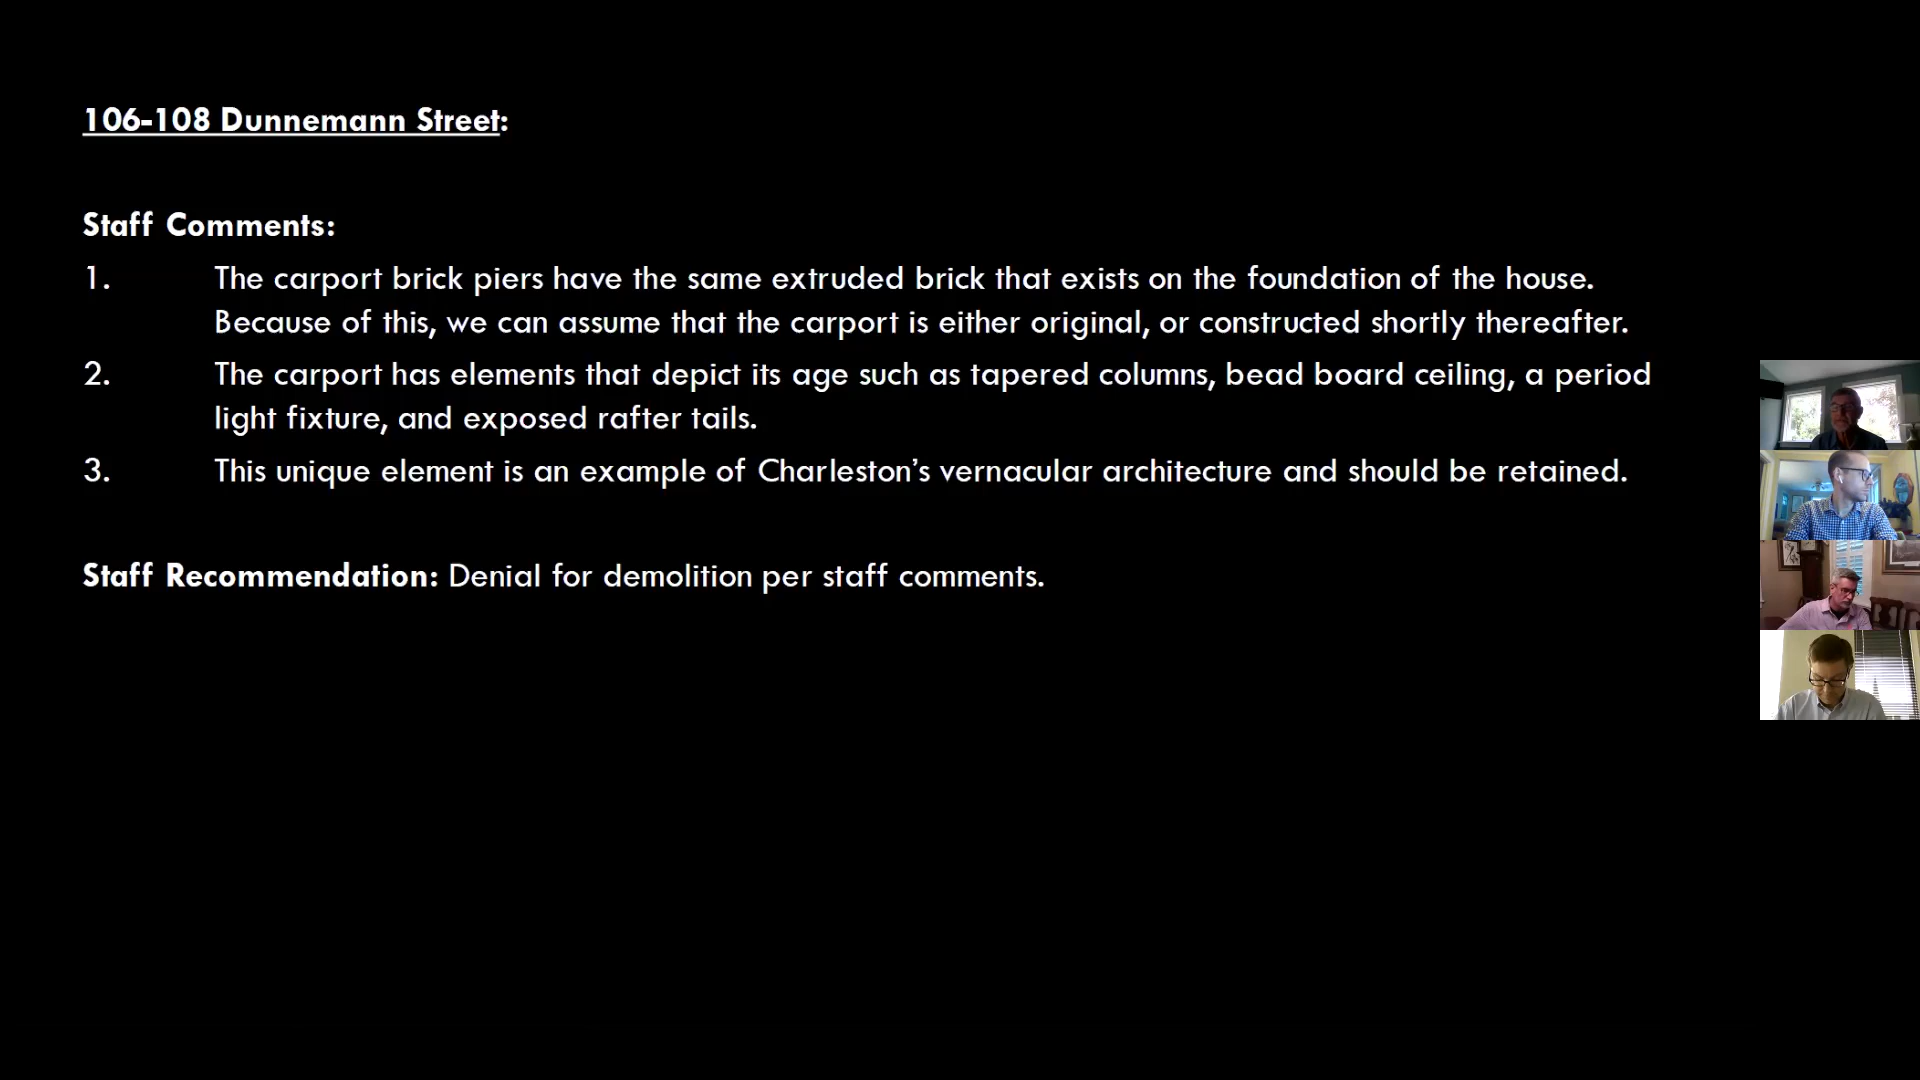 106-108 Dunnemann Street:
Staff Comments:
1. The carport brick piers have the same extruded brick that exists on the foundation of the house.
Because of this, we can assume that the carport is either original, or constructed shortly thereafter.
2. The carport has elements that depict its age such as tapered columns, bead board ceiling, a period
light fixture, and exposed rafter tails.
3. This unique element is an example of Charleston’s vernacular architecture and should be retained.
Staff Recommendation: Denial for demolition per staff comments.